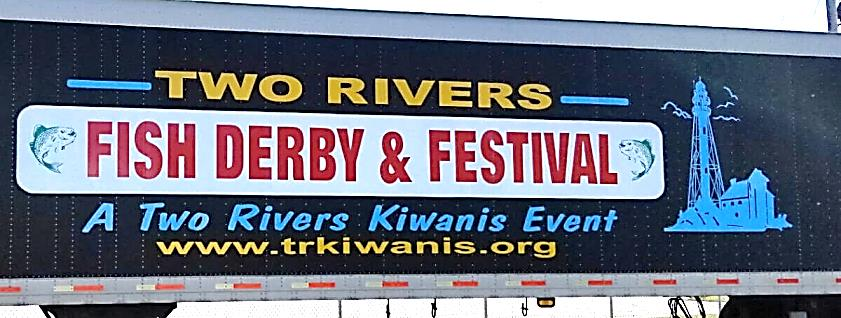 TWO RIVERS
FISH DERBY & FESTIVAL
A Two Rivers Kiwanis Event
www.trkiwanis.org